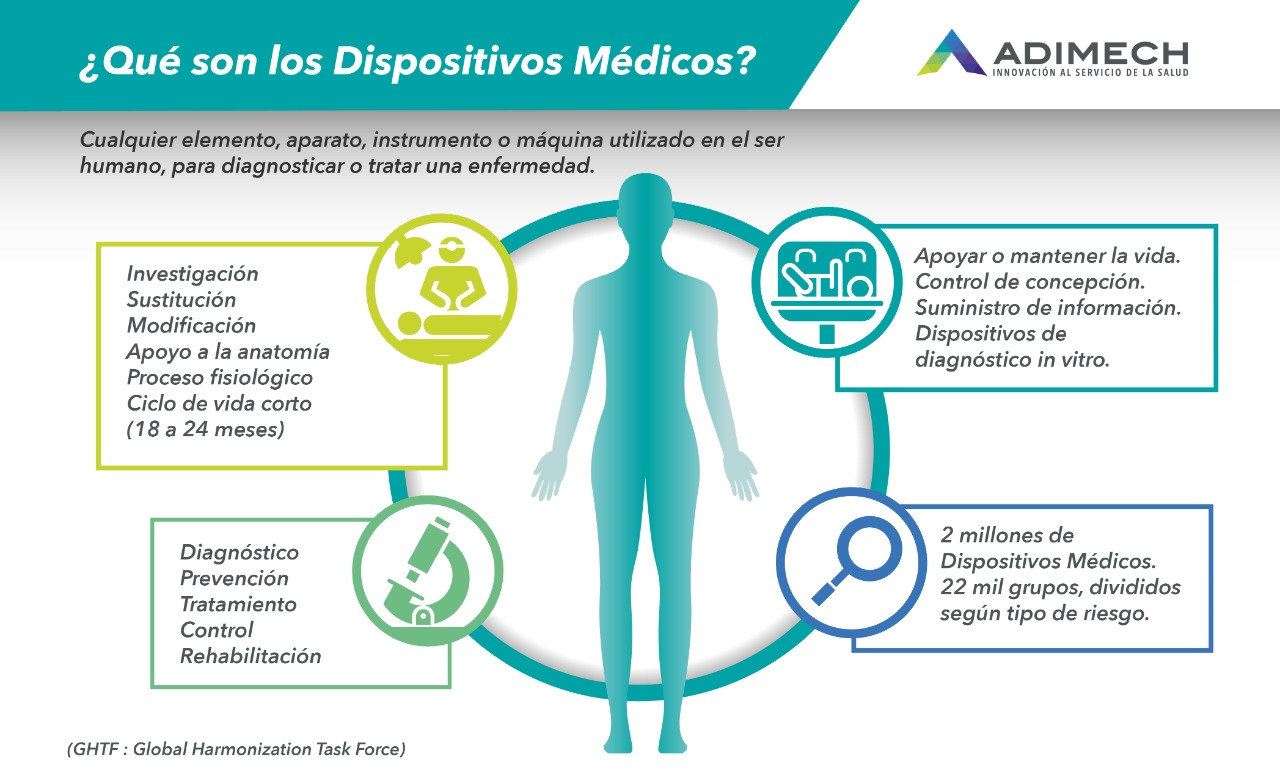 ¿Qué son los Dispositivos Médicos?
ADIMECH
INNOVACIÓN AL SERVICIO DE LA SALUD
Cualquier elemento, aparato, instrumento o máquina utilizado en el ser
humano, para diagnosticar o tratar una enfermedad.
Investigación
Sustitución
Modificación
Apoyo a la anatomía
Proceso fisiológico
Ciclo de vida corto
(18 a 24 meses)
Apoyar o mantener la vida.
Control de concepción.
Suministro de información.
Dispositivos de
diagnóstico in vitro.
Diagnóstico
Prevención
Tratamiento
Control
Rehabilitación
2 millones de
Dispositivos Médicos.
22 mil grupos, divididos
según tipo de riesgo.
(GHTF : Global Harmonization Task Force)